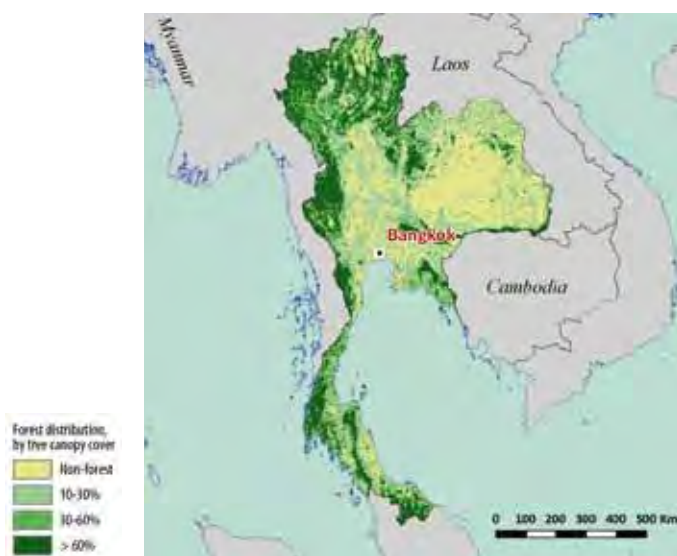 Myanmar
Laos
Bangkok
Cambodia
Forest distribution,
by tree canopy cover
Non-forest
10-30%
30-60%
> 60%
0 100 200 300 400 500 Km